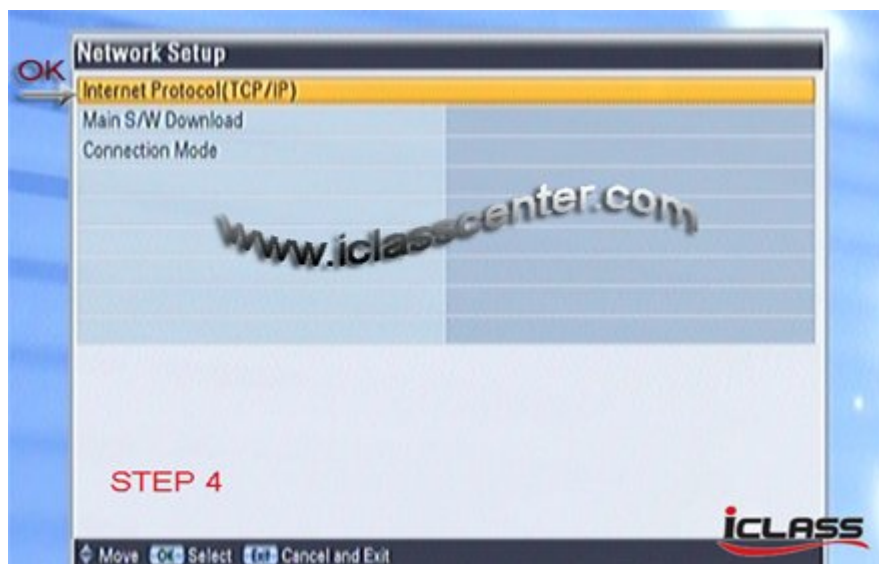 Network Setup
OK
Internet Protocol(TCP/IP)
Main S/W Download
Connection Mode
www.iclasscenter.com
STEP 4
iCLASS
Move OK Select Exit Cancel and Exit